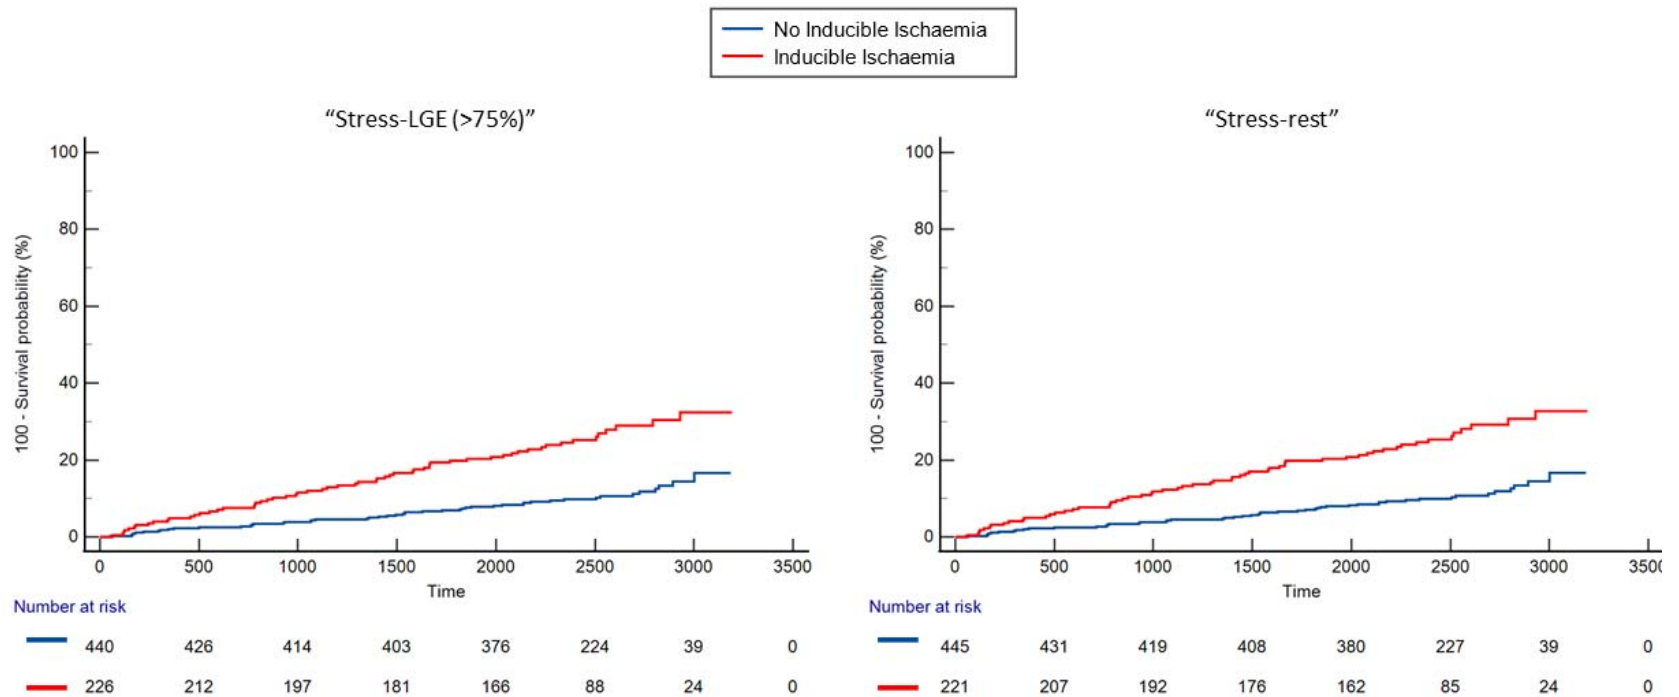 No Inducible Ischaemia
Inducible Ischaemia
“Stress-LGE (>75%)”
100 - Survival probability (%)
100
80
60
40
20
0
0 500 1000 1500 2000 2500 3000 3500
Time
Number at risk
440 426 414 403 376 224 39 0
226 212 197 181 166 88 24 0
“Stress-rest”
100 - Survival probability (%)
100
80
60
40
20
0
0 500 1000 1500 2000 2500 3000 3500
Time
Number at risk
445 431 419 408 380 227 39 0
221 207 192 176 162 85 24 0